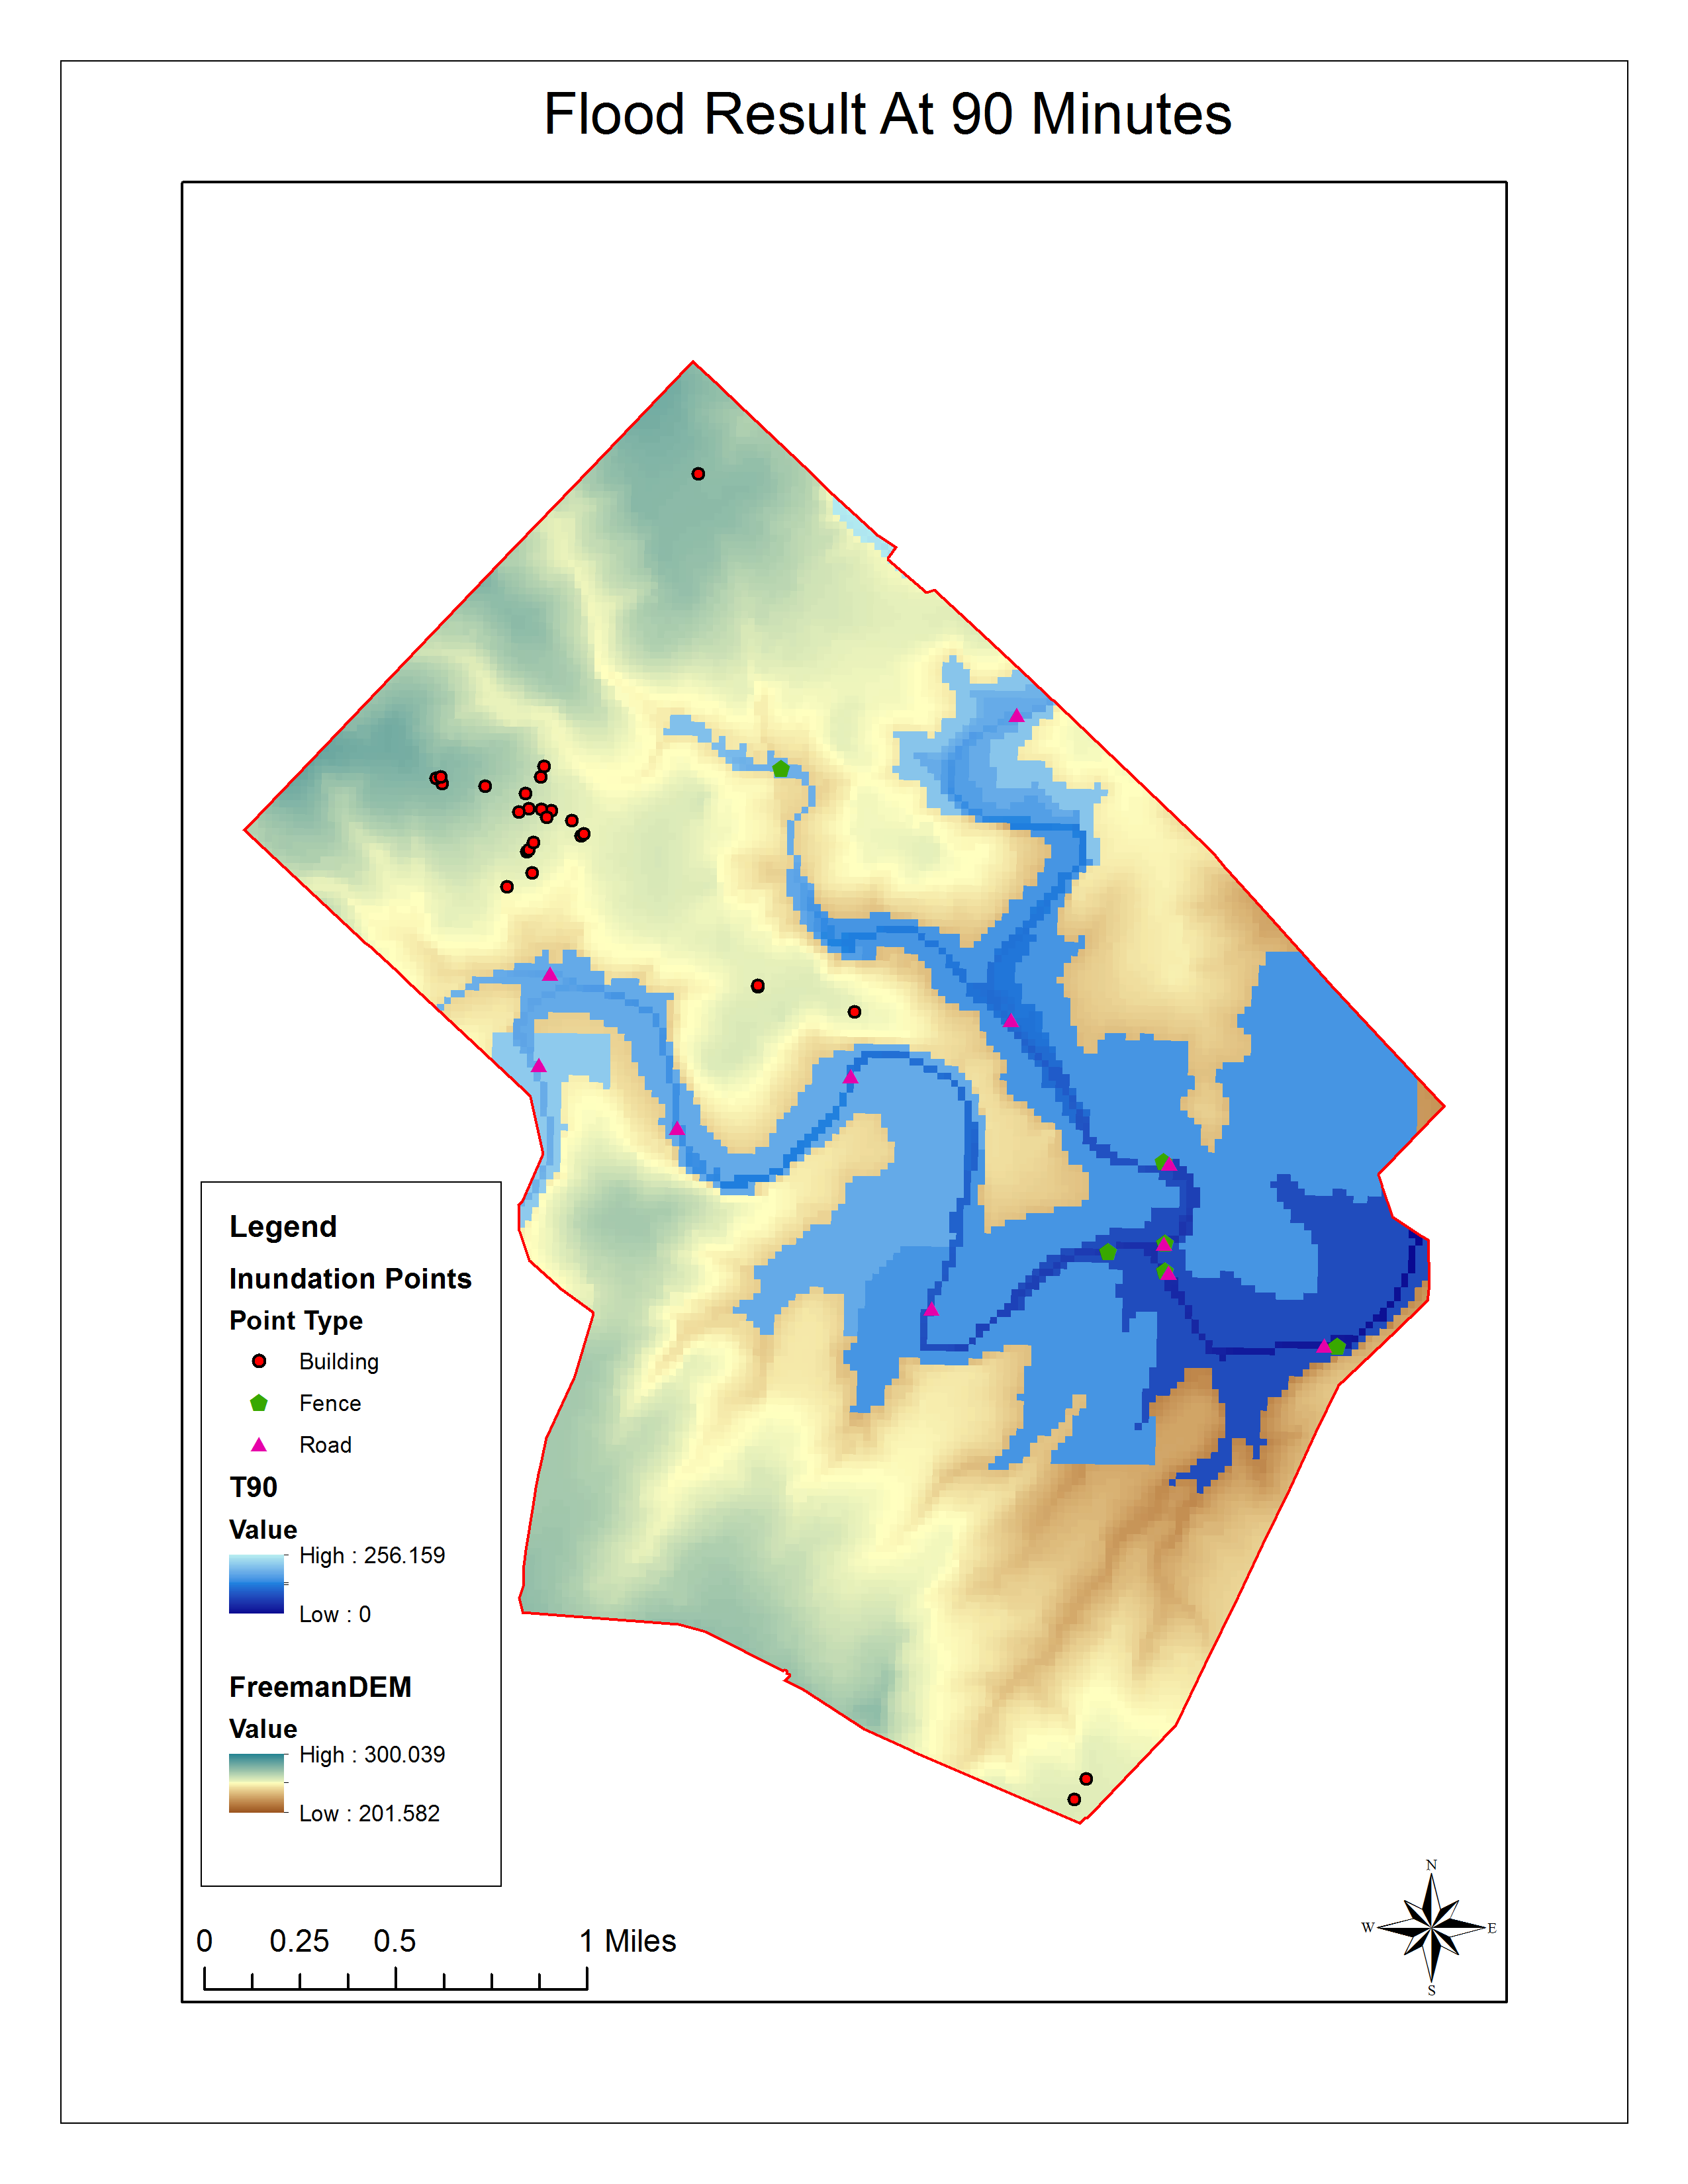 Flood Result At 90 Minutes
Legend
Inundation Points
Point Type
Building
Fence
Road
T90
Value
High : 256.159
Low : 0
FreemanDEM
Value
High : 300.039
Low : 201.582
0 0.25 0.5 1 Miles
N
W E
S